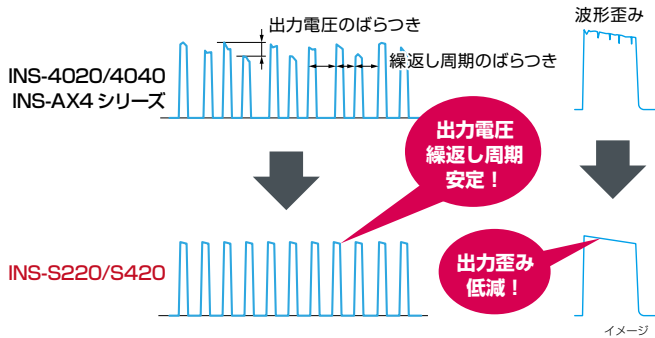 出力電圧のばらつき
波形歪み
繰返し周期のばらつき
INS-4020/4040
INS-AX4 シリーズ
出力電圧
繰返し周期
安定！
INS-S220/S420
出力歪み
低減！
イメージ